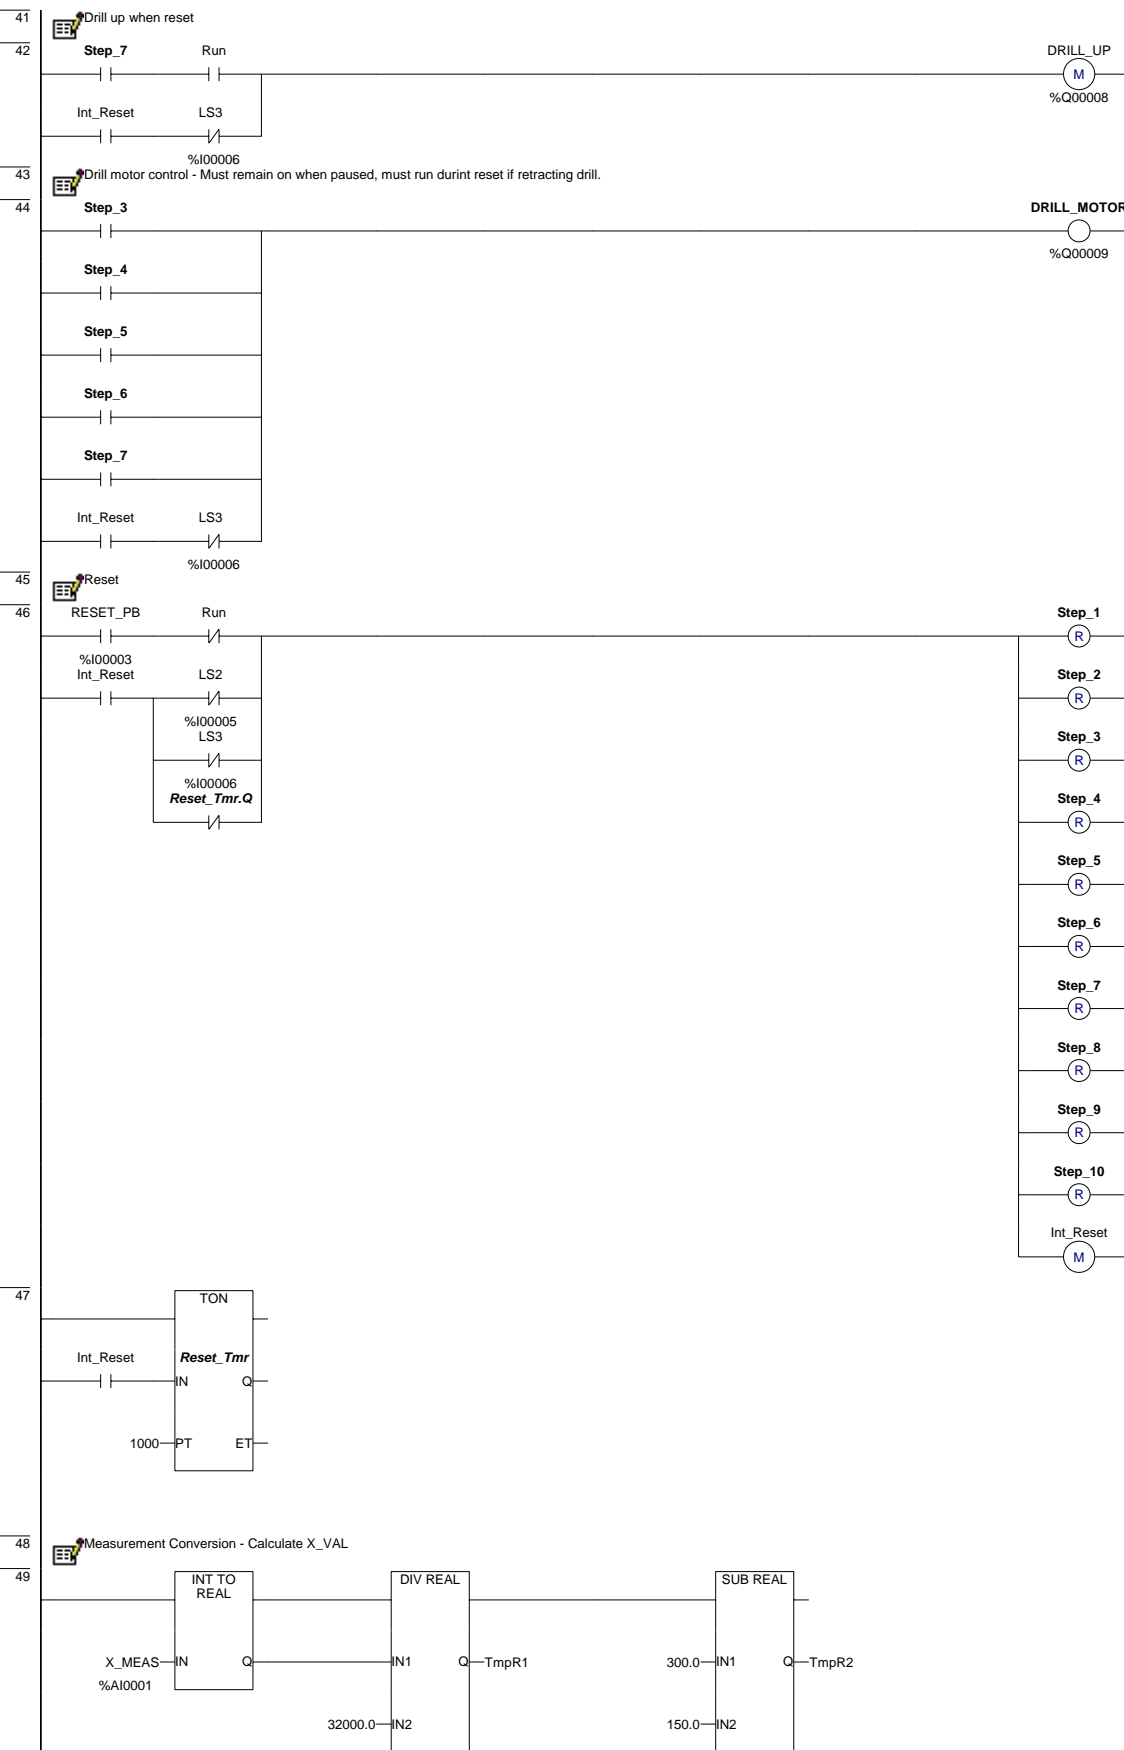 41
Drill up when reset
42
Step_7 Run DRILL_UP
M
%Q00008
Int_Reset LS3
%I00006
43
Drill motor control - Must remain on when paused, must run durint reset if retracting drill.
44
Step_3 DRILL_MOTOR
%Q00009
Step_4
Step_5
Step_6
Step_7
Int_Reset LS3
%I00006
45
Reset
46
RESET_PB Run Step_1
R
%I00003
Int_Reset LS2 Step_2
R
%I00005
LS3 Step_3
R
%I00006
Reset_Tmr.Q Step_4
R
Step_5
R
Step_6
R
Step_7
R
Step_8
R
Step_9
R
Step_10
R
Int_Reset
M
47
TON
Int_Reset Reset_Tmr
IN Q
1000 PT ET
48
Measurement Conversion - Calculate X_VAL
49
INT TO REAL DIV REAL SUB REAL
X_MEAS IN Q IN1 Q TmpR1 300.0 IN1 Q TmpR2
%AI0001
32000.0 IN2 150.0 IN2